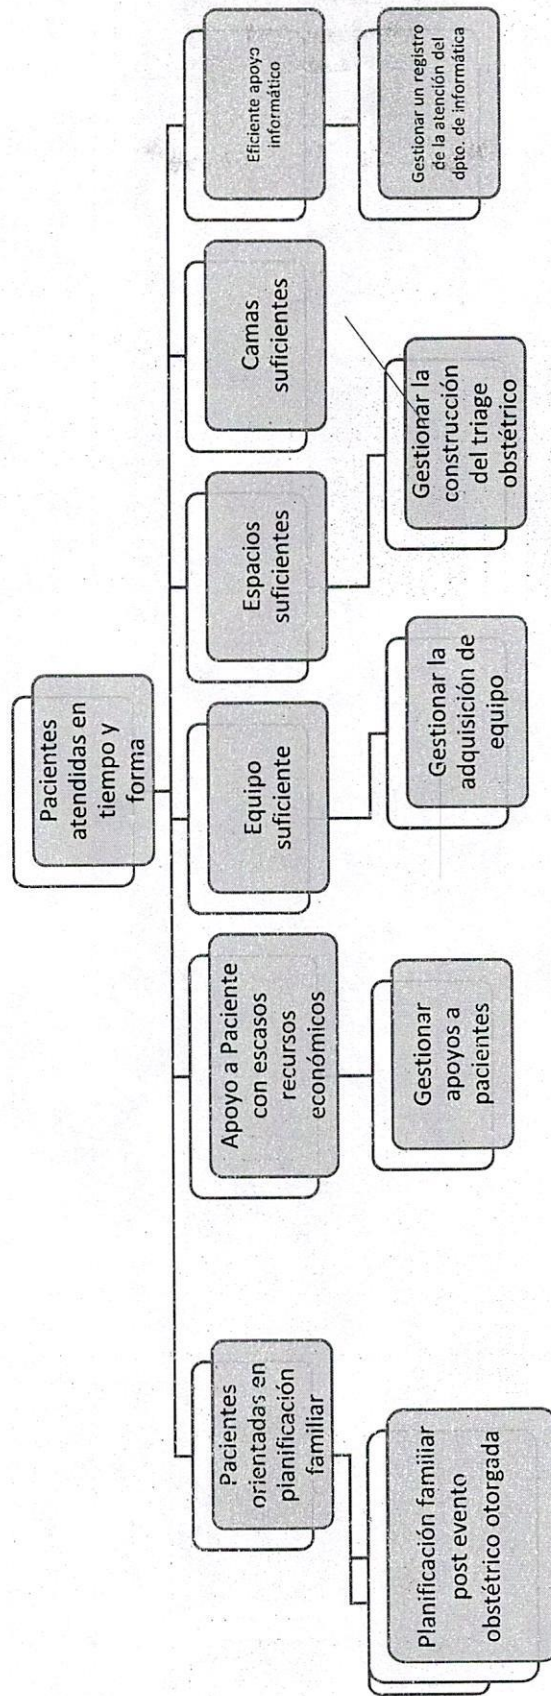 Pacientes
atendidas en
tiempo y
forma
Pacientes
orientadas en
planificación
familiar
Apoyo a Paciente
con escasos
recursos
económicos
Equipo
suficiente
Espacios
suficientes
Camas
suficientes
Eficiente apoyo
informático
Planificación familiar
post evento
obstétrico otorgada
Gestionar
apoyos a
pacientes
Gestionar la
adquisición de
equipo
Gestionar la
construcción
del triage
obstétrico
Gestionar un registro
de la atención del
dpto. de informática